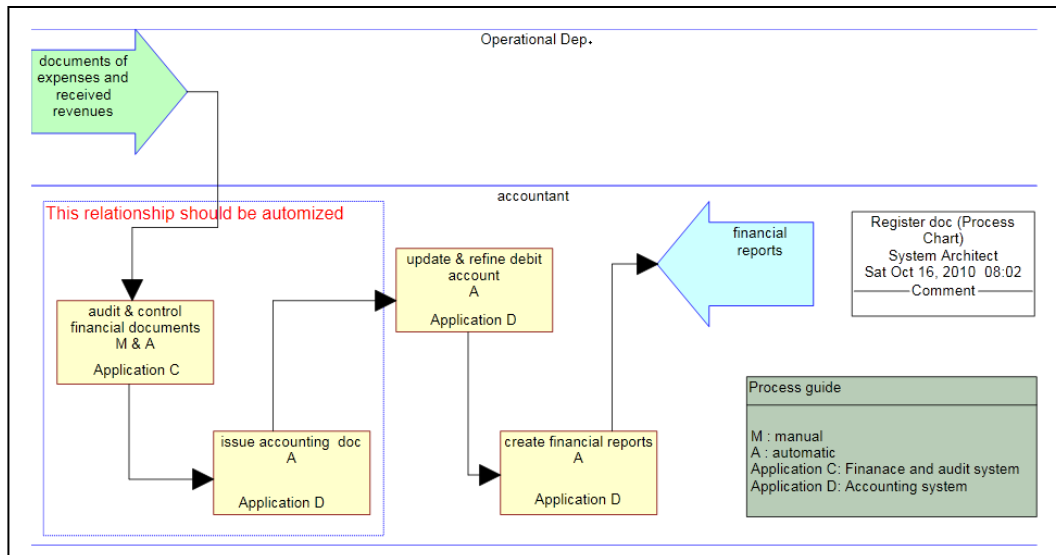 Operational Dep.
documents of
expenses and
received
revenues
accountant
This relationship should be automized
audit & control
financial documents
M & A
Application C
issue accounting doc
A
Application D
update & refine debit
account
A
Application D
create financial reports
A
Application D
financial
reports
Register doc (Process
Chart)
System Architect
Sat Oct 16, 2010 08:02
Comment
Process guide
M : manual
A : automatic
Application C: Finanace and audit system
Application D: Accounting system